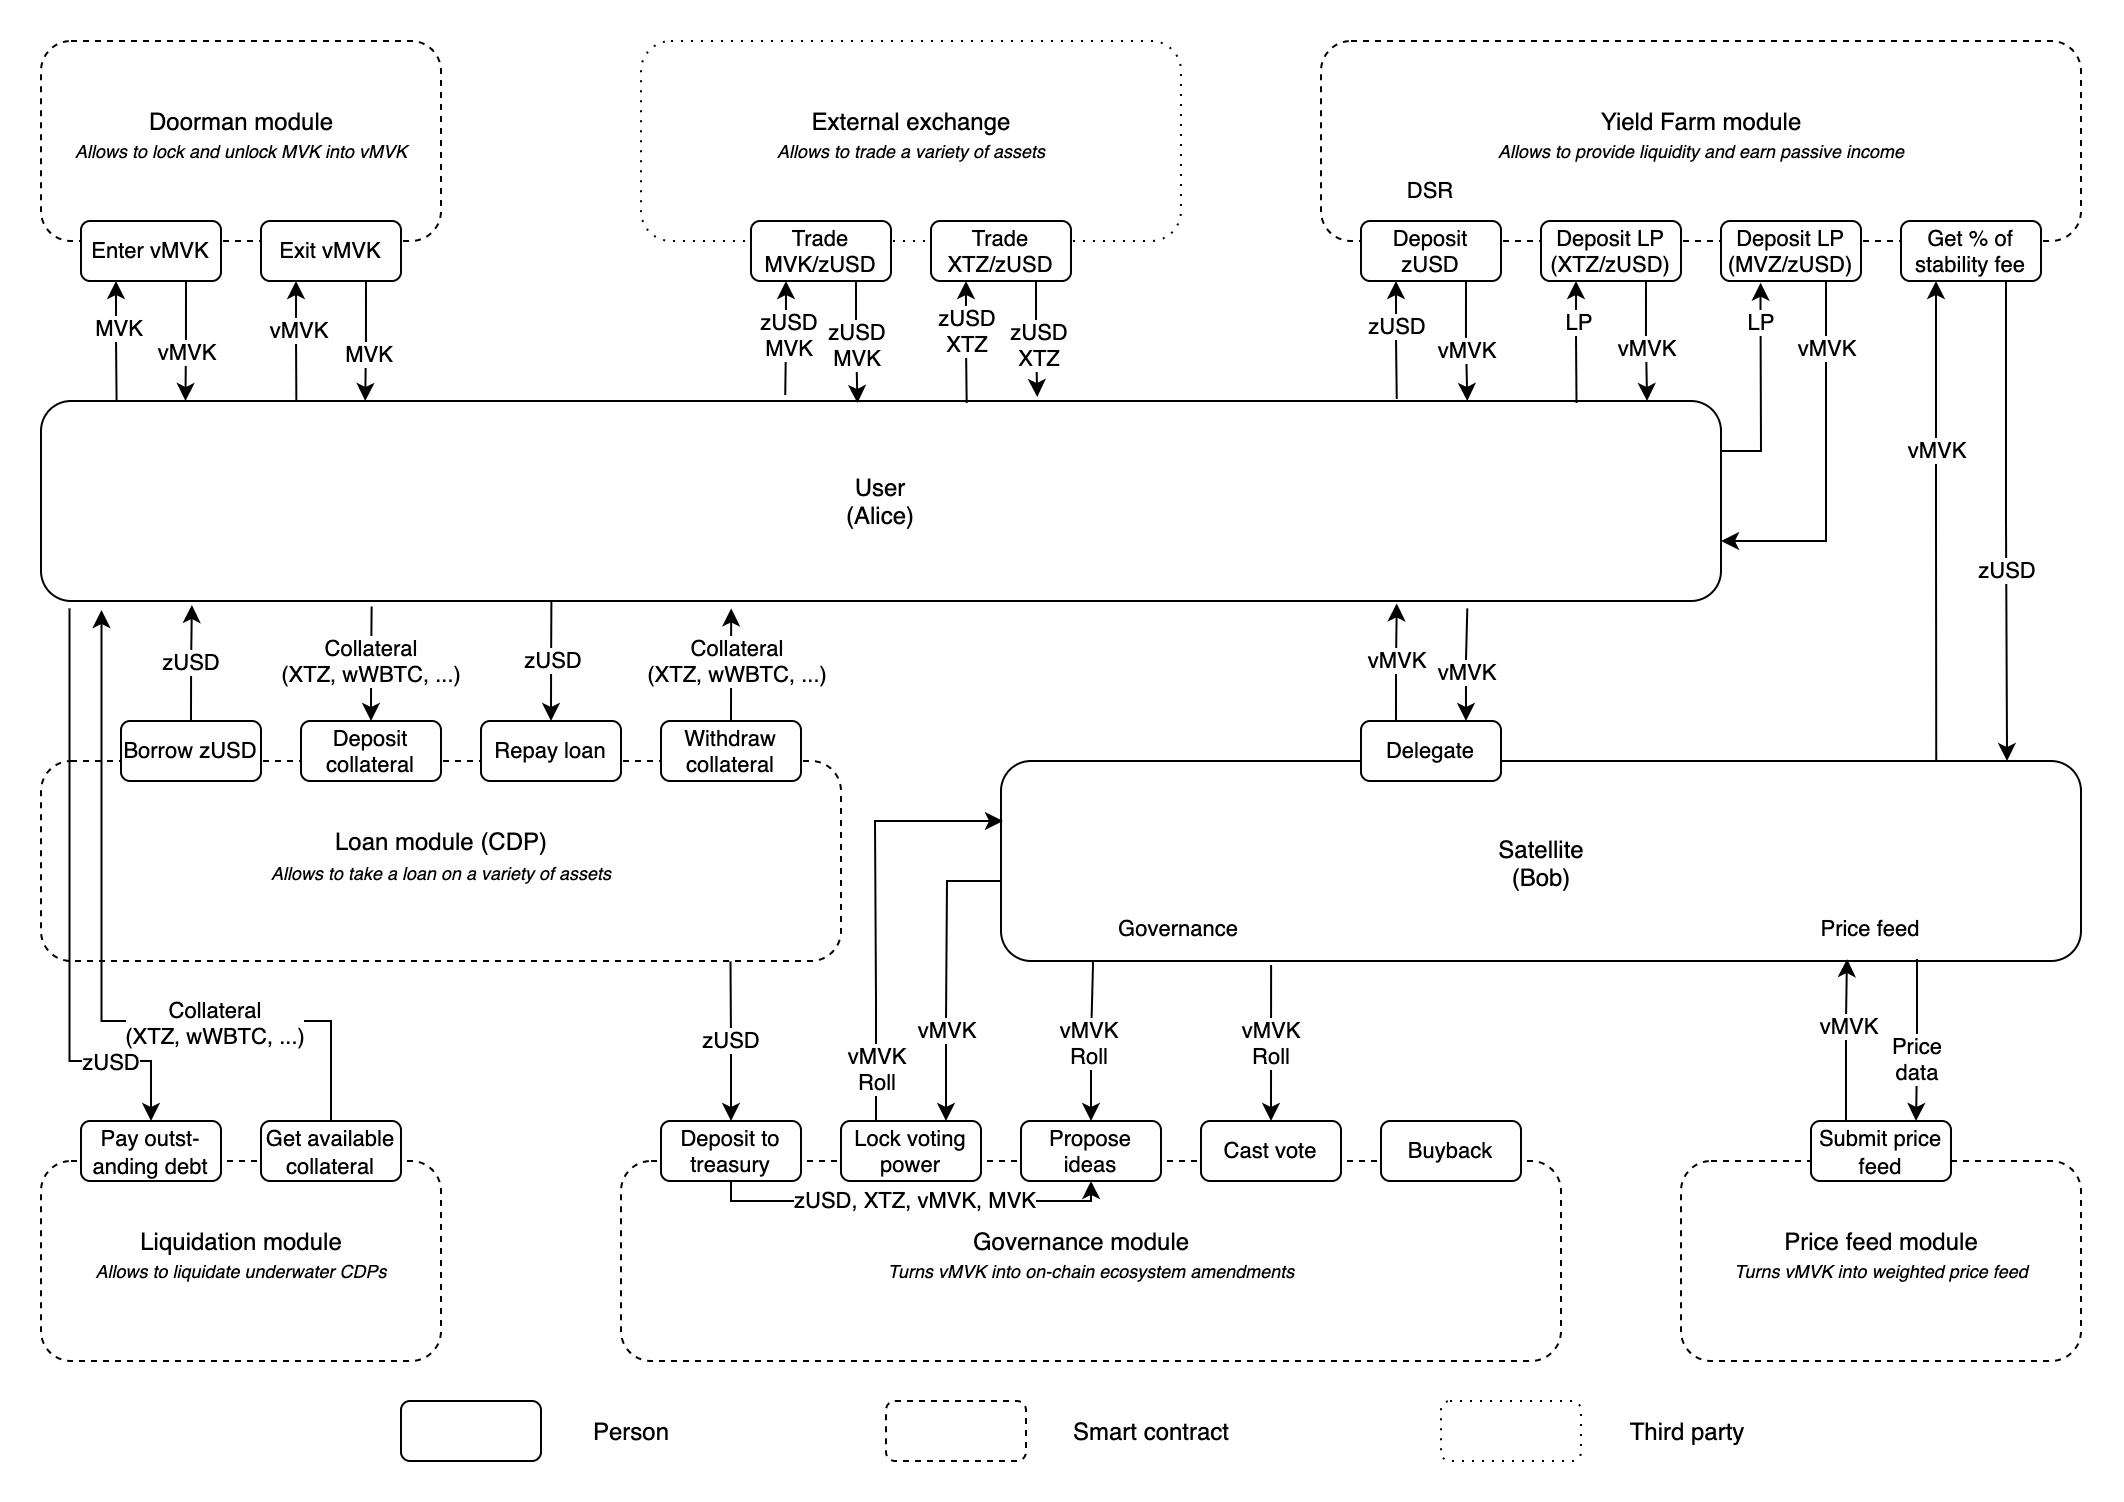 Doorman module
Allows to lock and unlock MVK into vMVK
External exchange
Allows to trade a variety of assets
Yield Farm module
Allows to provide liquidity and earn passive income
DSR
Enter vMVK
Exit vMVK
Trade
MVK/zUSD
Trade
XTZ/zUSD
Deposit
zUSD
Deposit LP
(XTZ/zUSD)
Deposit LP
(MVZ/zUSD)
Get % of
stability fee
MVK
vMVK
vMVK
MVK
zUSD
MVK
zUSD
MVK
zUSD
XTZ
zUSD
XTZ
zUSD
vMVK
LP
vMVK
LP
vMVK
vMVK
zUSD
User
(Alice)
zUSD
Collateral
(XTZ, wWBTC, ...)
zUSD
Collateral
(XTZ, wWBTC, ...)
vMVK
vMVK
Borrow zUSD
Deposit
collateral
Repay loan
Withdraw
collateral
Delegate
Loan module (CDP)
Allows to take a loan on a variety of assets
Satellite
(Bob)
Governance
Price feed
Collateral
(XTZ, wWBTC, ...)
zUSD
zUSD
vMVK
Roll
vMVK
vMVK
Roll
vMVK
Roll
vMVK
Price
data
Pay outst-
anding debt
Get available
collateral
Deposit to
treasury
Lock voting
power
Propose
ideas
Cast vote
Buyback
Submit price
feed
zUSD, XTZ, vMVK, MVK
Liquidation module
Allows to liquidate underwater CDPs
Governance module
Turns vMVK into on-chain ecosystem amendments
Price feed module
Turns vMVK into weighted price feed
Person
Smart contract
Third party